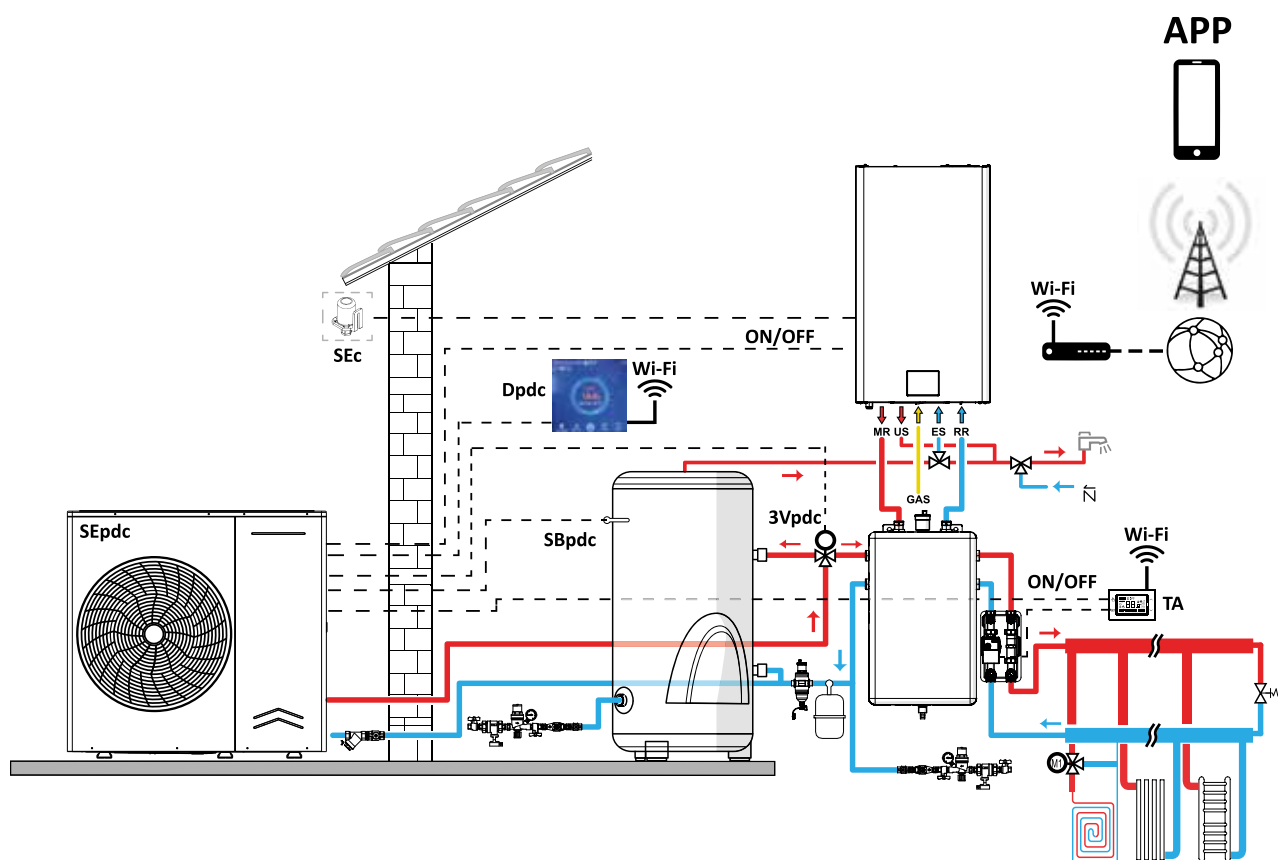 APP
Wi-Fi
SEc
ON/OFF
Dpdc
Wi-Fi
MR
US
ES
RR
GAS
SEpdc
SBpdc
3Vpdc
Wi-Fi
ON/OFF
TA
M1